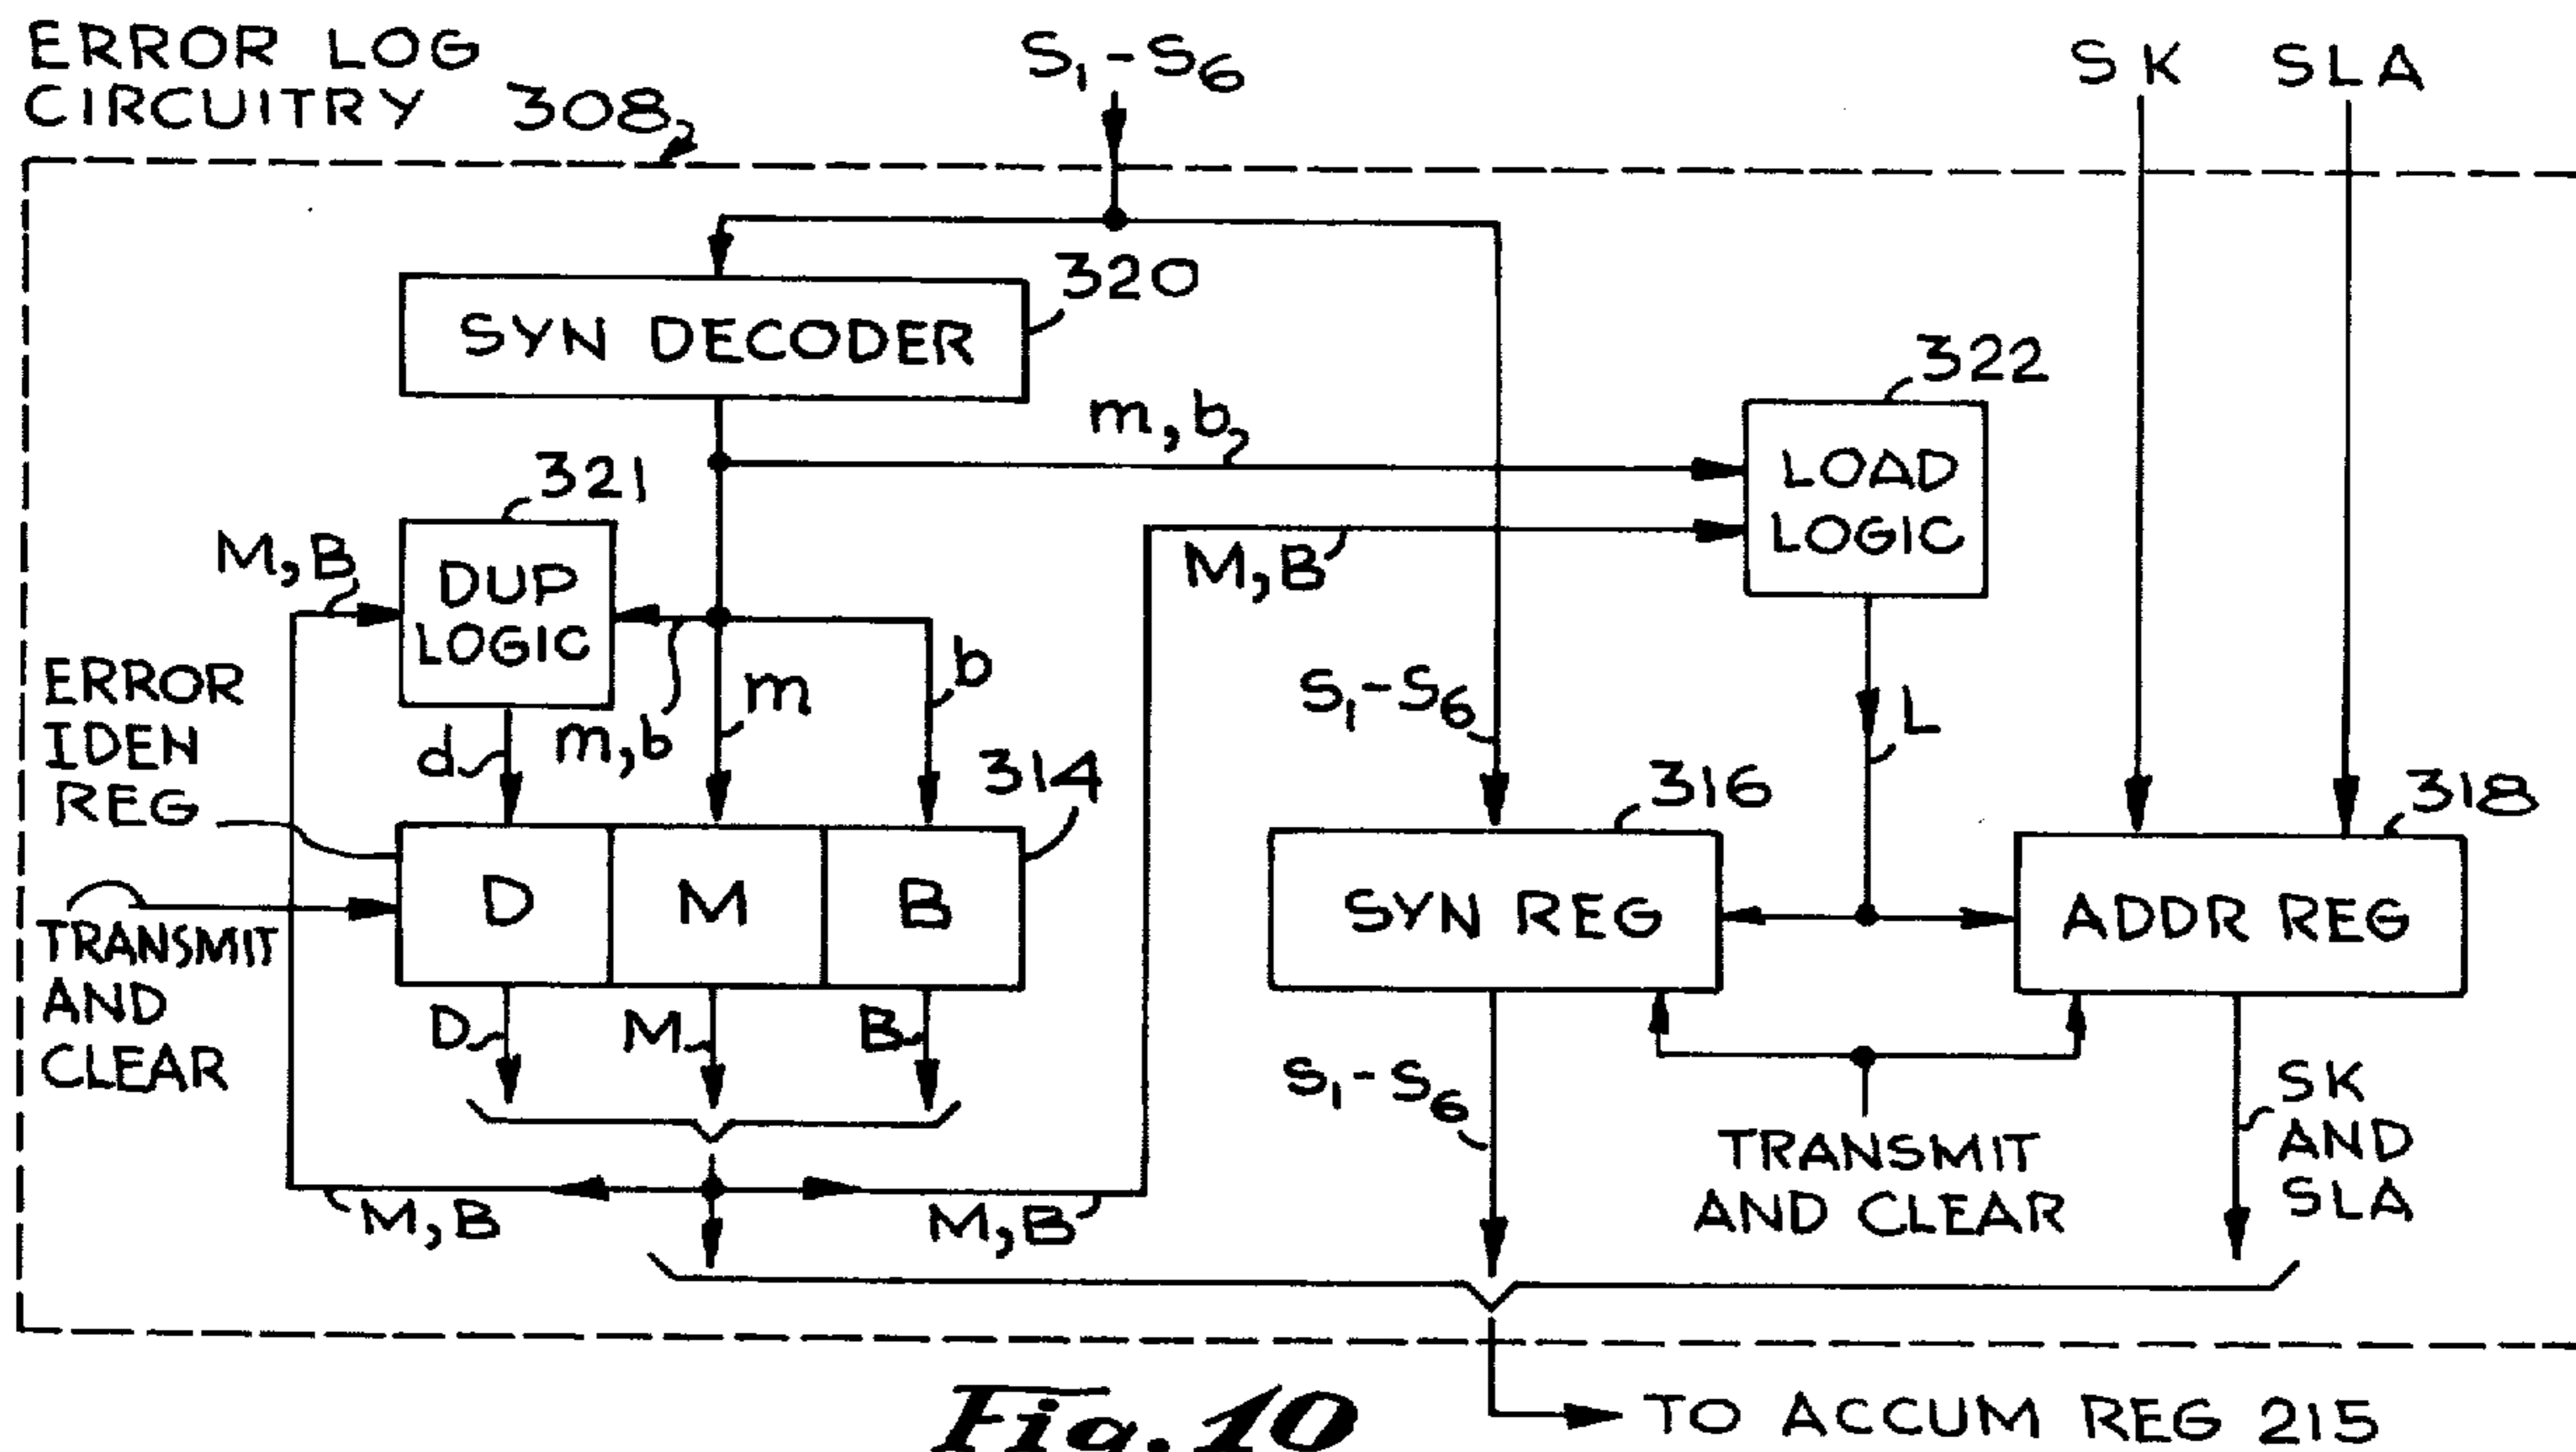 ERROR LOG
CIRCUITRY 308
S1-S6
SK SLA
320
SYN DECODER
322
m,b
LOAD
LOGIC
321
M,B
DUP
LOGIC
M,B
b
m
m,b
d
ERROR
IDEN
REG
314
S1-S6
L
316
318
D M B
SYN REG
ADDR REG
TRANSMIT
AND
CLEAR
D M B
S1-S6
TRANSMIT
AND CLEAR
SK
AND
SLA
M,B
M,B
TO ACCUM REG 215
Fig. 10